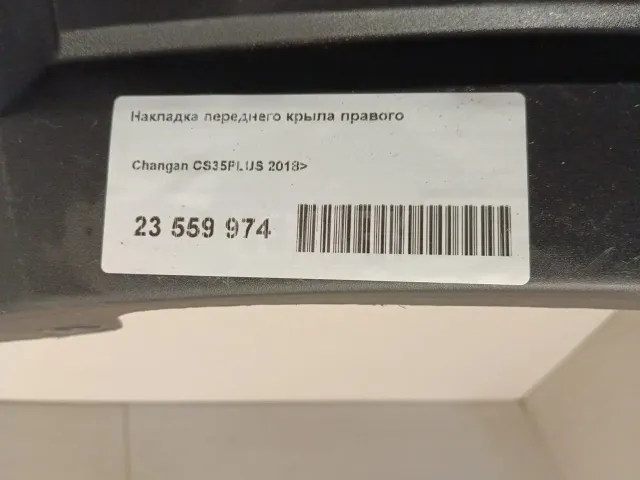 Накладка переднего крыла правого
Changan CS35PLUS 2018>
23 559 974